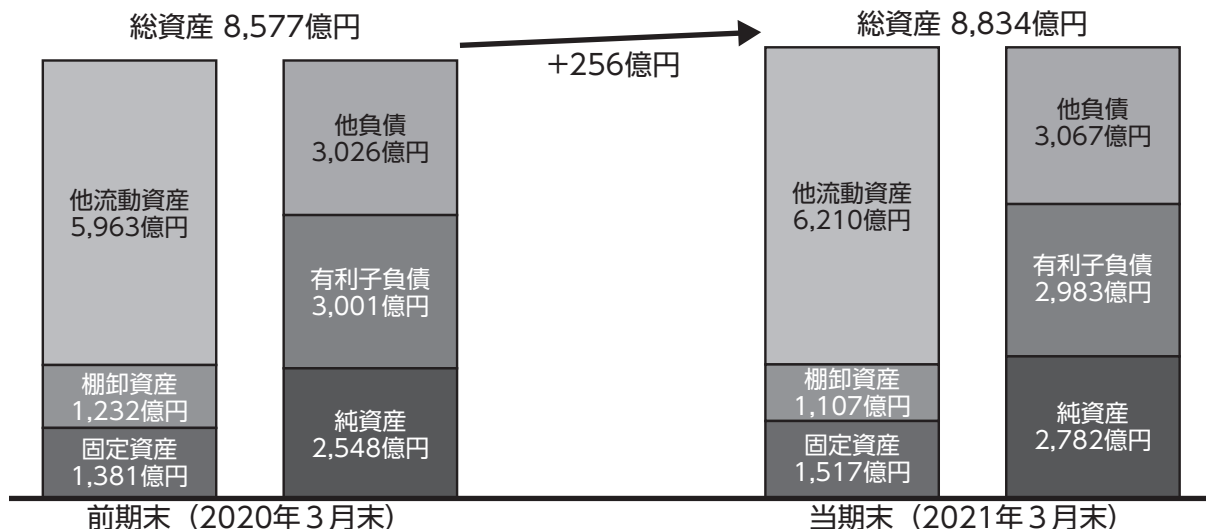 総資産 8,577億円
他流動資産
5,963億円
棚卸資産
1,232億円
固定資産
1,381億円
他負債
3,026億円
有利子負債
3,001億円
純資産
2,548億円
前期末（2020年３月末）
＋256億円
総資産 8,834億円
他流動資産
6,210億円
棚卸資産
1,107億円
固定資産
1,517億円
他負債
3,067億円
有利子負債
2,983億円
純資産
2,782億円
当期末（2021年３月末）